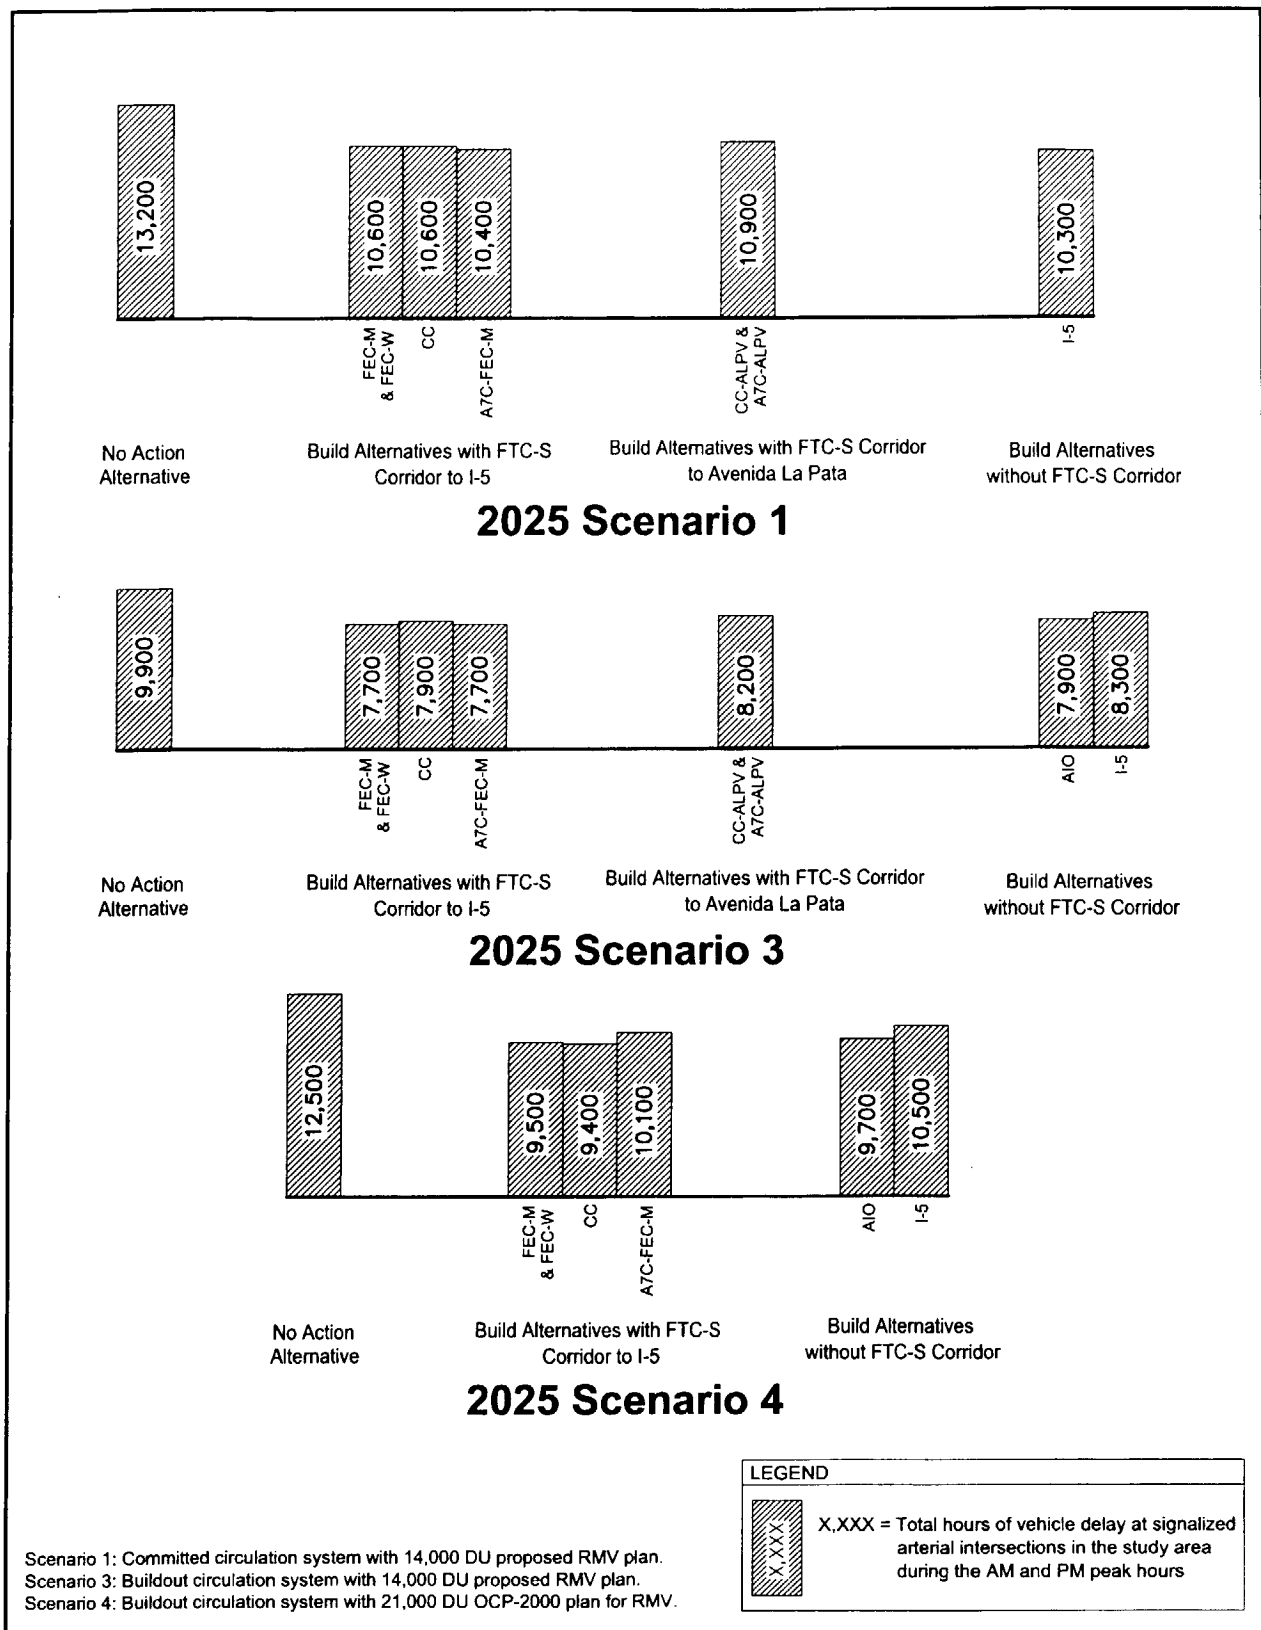 13,200
10,600
10,600
10,400
10,900
10,300
FEC-M
& FEC-W
CC
A7C-FEC-M
CC-ALPV &
A7C-ALPV
I-5
No Action
Alternative
Build Alternatives with FTC-S
Corridor to I-5
Build Alternatives with FTC-S Corridor
to Avenida La Pata
Build Alternatives
without FTC-S Corridor
2025 Scenario 1
9,900
7,700
7,900
7,700
8,200
7,900
8,300
FEC-M
& FEC-W
CC
A7C-FEC-M
CC-ALPV &
A7C-ALPV
AIO
I-5
No Action
Alternative
Build Alternatives with FTC-S
Corridor to I-5
Build Alternatives with FTC-S Corridor
to Avenida La Pata
Build Alternatives
without FTC-S Corridor
2025 Scenario 3
12,500
9,500
9,400
10,100
9,700
10,500
FEC-M
& FEC-W
CC
A7C-FEC-M
AIO
I-5
No Action
Alternative
Build Alternatives with FTC-S
Corridor to I-5
Build Alternatives
without FTC-S Corridor
2025 Scenario 4
LEGEND
X,XXX
X,XXX = Total hours of vehicle delay at signalized
arterial intersections in the study area
during the AM and PM peak hours
Scenario 1: Committed circulation system with 14,000 DU proposed RMV plan.
Scenario 3: Buildout circulation system with 14,000 DU proposed RMV plan.
Scenario 4: Buildout circulation system with 21,000 DU OCP-2000 plan for RMV.